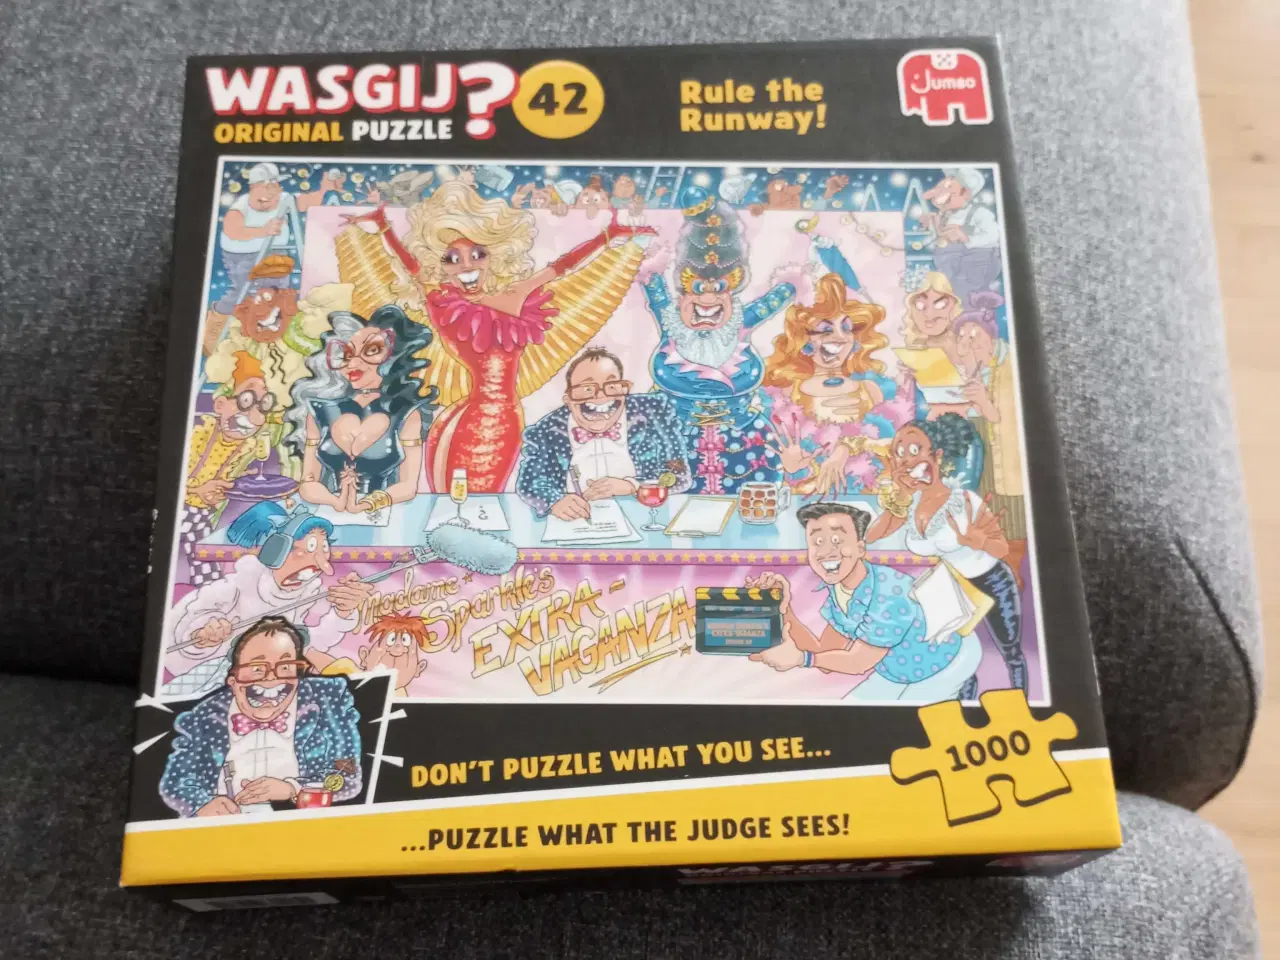 WASGIJ?
ORIGINAL PUZZLE
42
Rule the
Runway!
Jumbo
Madame
Sparkle's
EXTRA-
VAGANZA
DON'T PUZZLE WHAT YOU SEE...
...PUZZLE WHAT THE JUDGE SEES!
1000
WASGIJ?